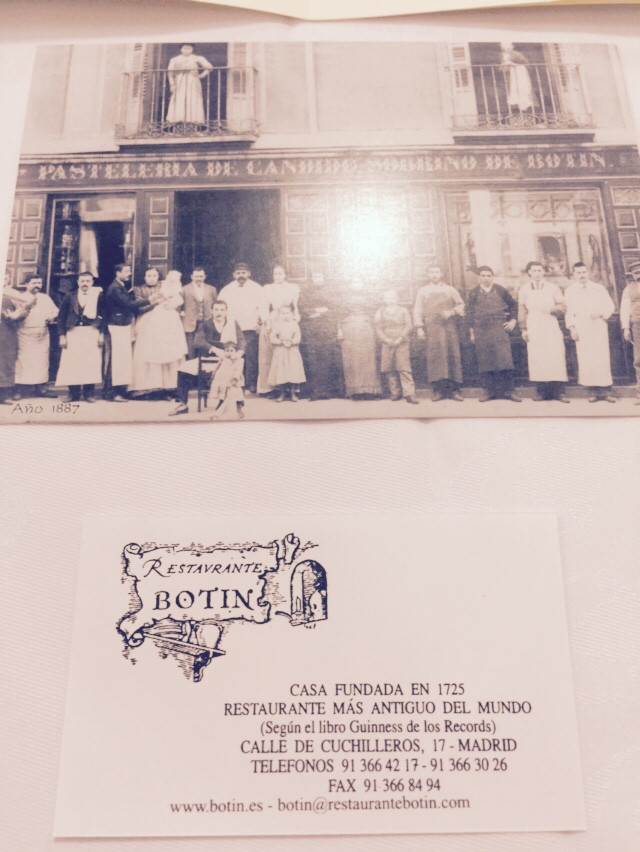 PASTELERIA DE CANDIDO SOBRINO DE BOTIN.
Año 1887
RESTAVRANTE
BOTIN
CASA FUNDADA EN 1725
RESTAURANTE MÁS ANTIGUO DEL MUNDO
(Según el libro Guinness de los Records)
CALLE DE CUCHILLEROS, 17 - MADRID
TELEFONOS 91 366 42 17 - 91 366 30 26
FAX 91 366 84 94
www.botin.es - botin@restaurantebotin.com